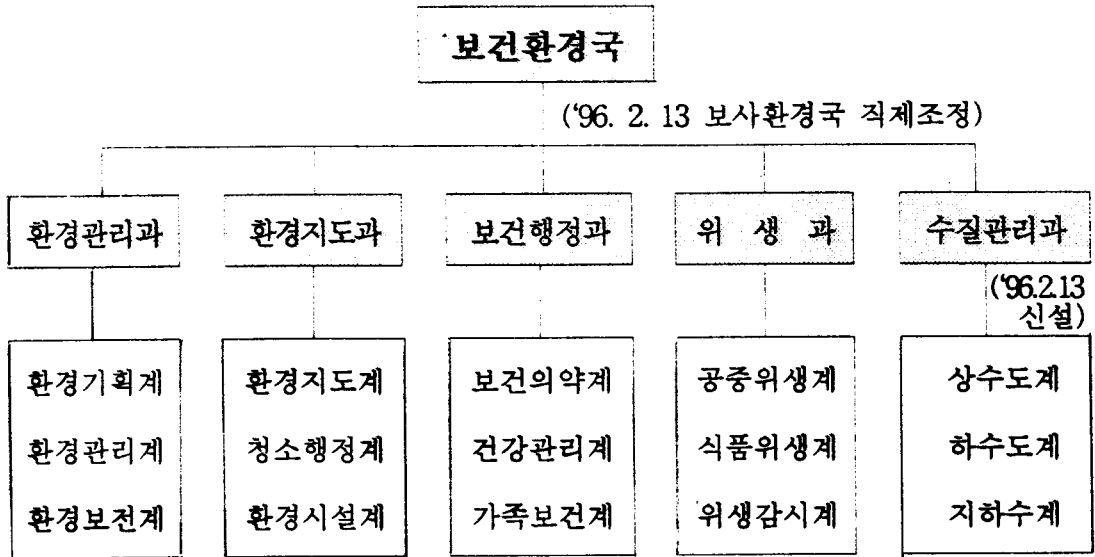 보건환경국
('96. 2. 13 보사환경국 직제조정)
환경관리과 환경지도과 보건행정과 위 생 과 수질관리과
('96.2.13
신설)
환경기획계 환경지도계 보건의약계 공중위생계 상수도계
환경관리계 청소행정계 건강관리계 식품위생계 하수도계
환경보전계 환경시설계 가족보건계 위생감시계 지하수계